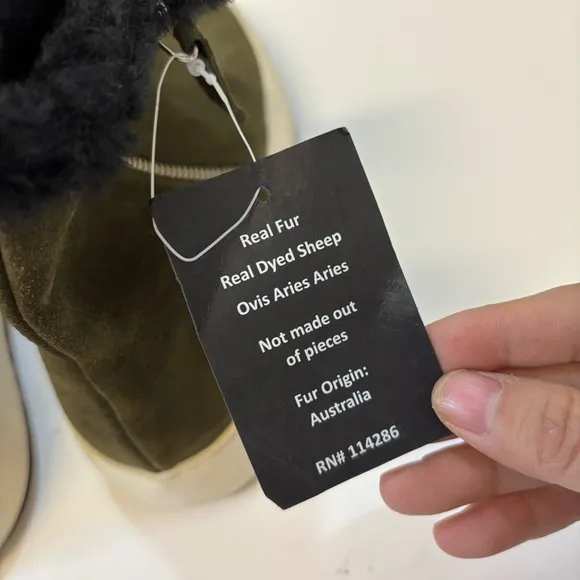 Real Fur
Real Dyed Sheep
Ovis Aries Aries
Not made out
of pieces
Fur Origin:
Australia
RN# 114286